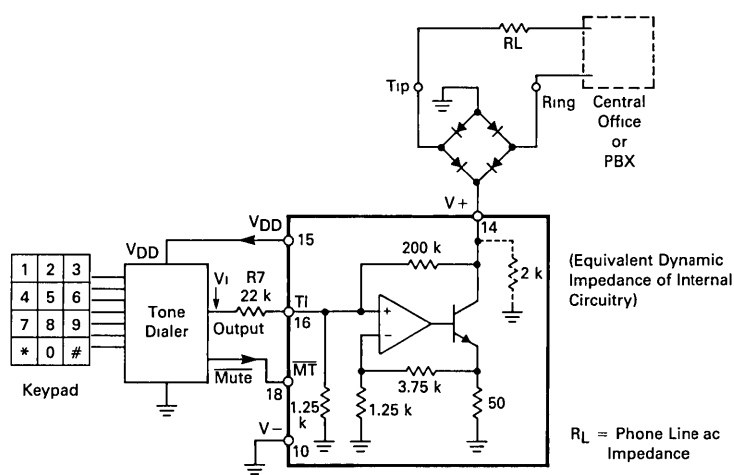 RL
Tip
Ring
Central
Office
or
PBX
V+
14
VDD
15
200 k
2 k
(Equivalent Dynamic
Impedance of Internal
Circuitry)
VDD
1 2 3
4 5 6
7 8 9
* 0 #
Keypad
Tone
Dialer
VI
R7
22 k
Output
TI
16
+
−
Mute
MT
18
1.25
k
3.75 k
1.25 k
50
V−
10
RL = Phone Line ac
Impedance